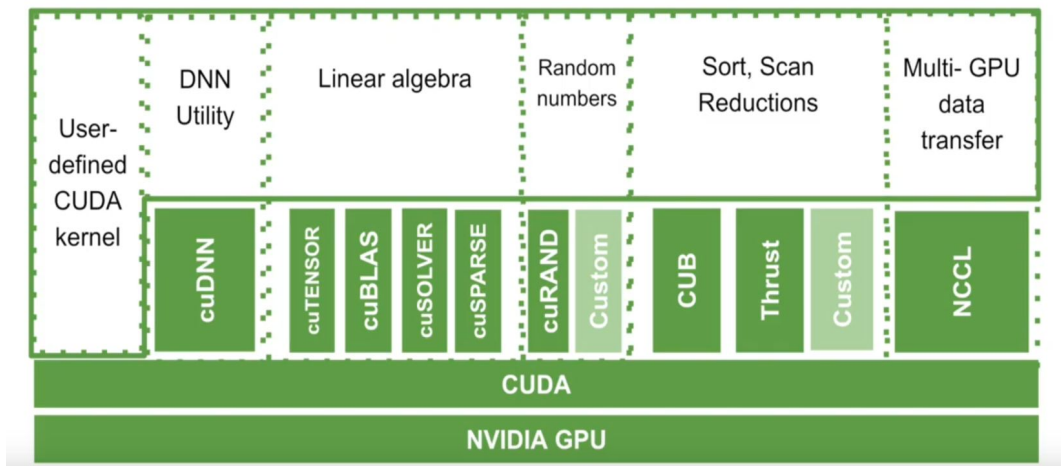 User-
defined
CUDA
kernel
DNN
Utility
Linear algebra
Random
numbers
Sort, Scan
Reductions
Multi- GPU
data
transfer
cuDNN
cuTENSOR
cuBLAS
cuSOLVER
cuSPARSE
cuRAND
Custom
CUB
Thrust
Custom
NCCL
CUDA
NVIDIA GPU